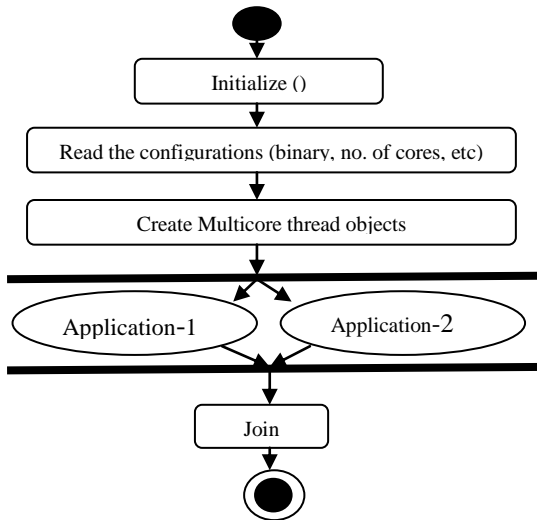 Initialize ()
Read the configurations (binary, no. of cores, etc)
Create Multicore thread objects
Application-1
Application-2
Join